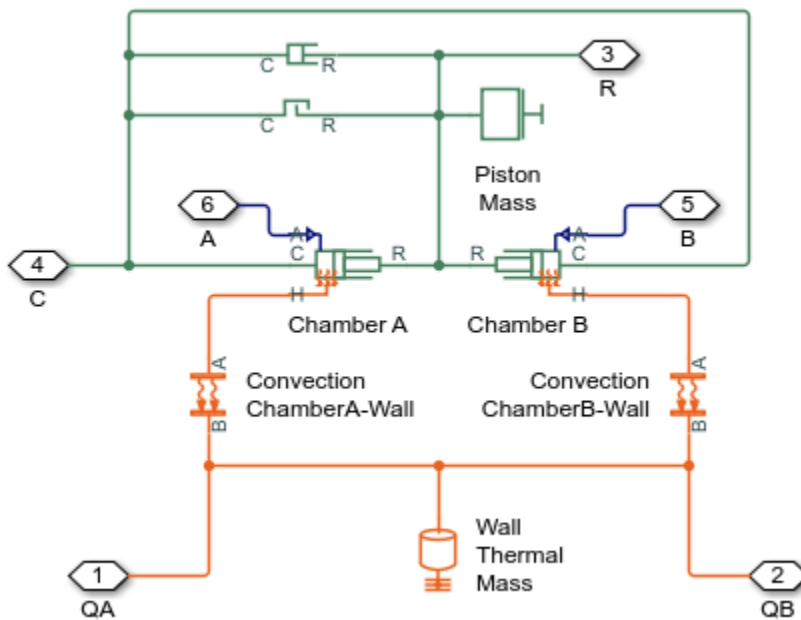 C R
3
R
C R
Piston
Mass
6
A
5
B
A
A
C
R
R
C
4
C
H
H
Chamber A
Chamber B
A
A
Convection
ChamberA-Wall
Convection
ChamberB-Wall
B
B
Wall
Thermal
Mass
1
QA
2
QB